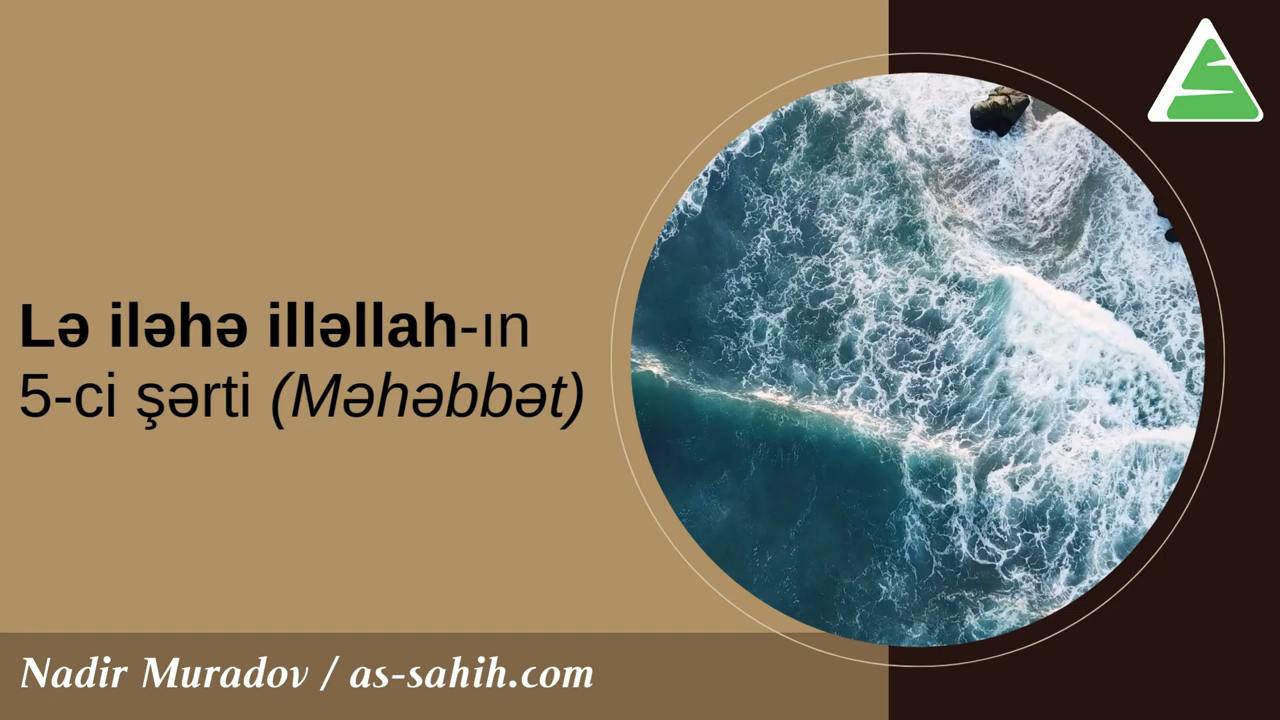 Lə iləhə illəllah-ın
5-ci şərti (Məhəbbət)
Nadir Muradov / as-sahih.com